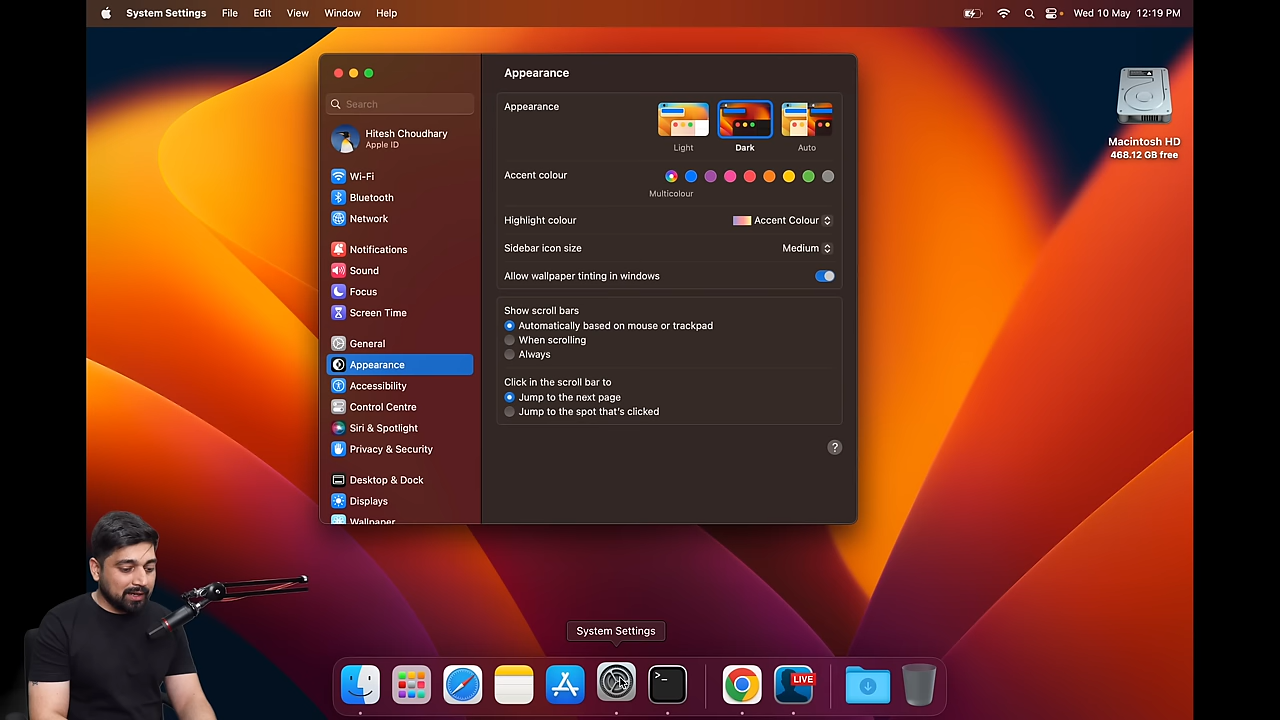 System Settings File Edit View Window Help Wed 10 May 12:19 PM
Macintosh HD
468.12 GB free
Search
Hitesh Choudhary
Apple ID
Wi-Fi
Bluetooth
Network
Notifications
Sound
Focus
Screen Time
General
Appearance
Accessibility
Control Centre
Siri & Spotlight
Privacy & Security
Desktop & Dock
Displays
Wallpaper
Appearance
Appearance
Light Dark Auto
Accent colour
Multicolour
Highlight colour Accent Colour
Sidebar icon size Medium
Allow wallpaper tinting in windows
Show scroll bars
Automatically based on mouse or trackpad
When scrolling
Always
Click in the scroll bar to
Jump to the next page
Jump to the spot that's clicked
?
System Settings
>_
LIVE